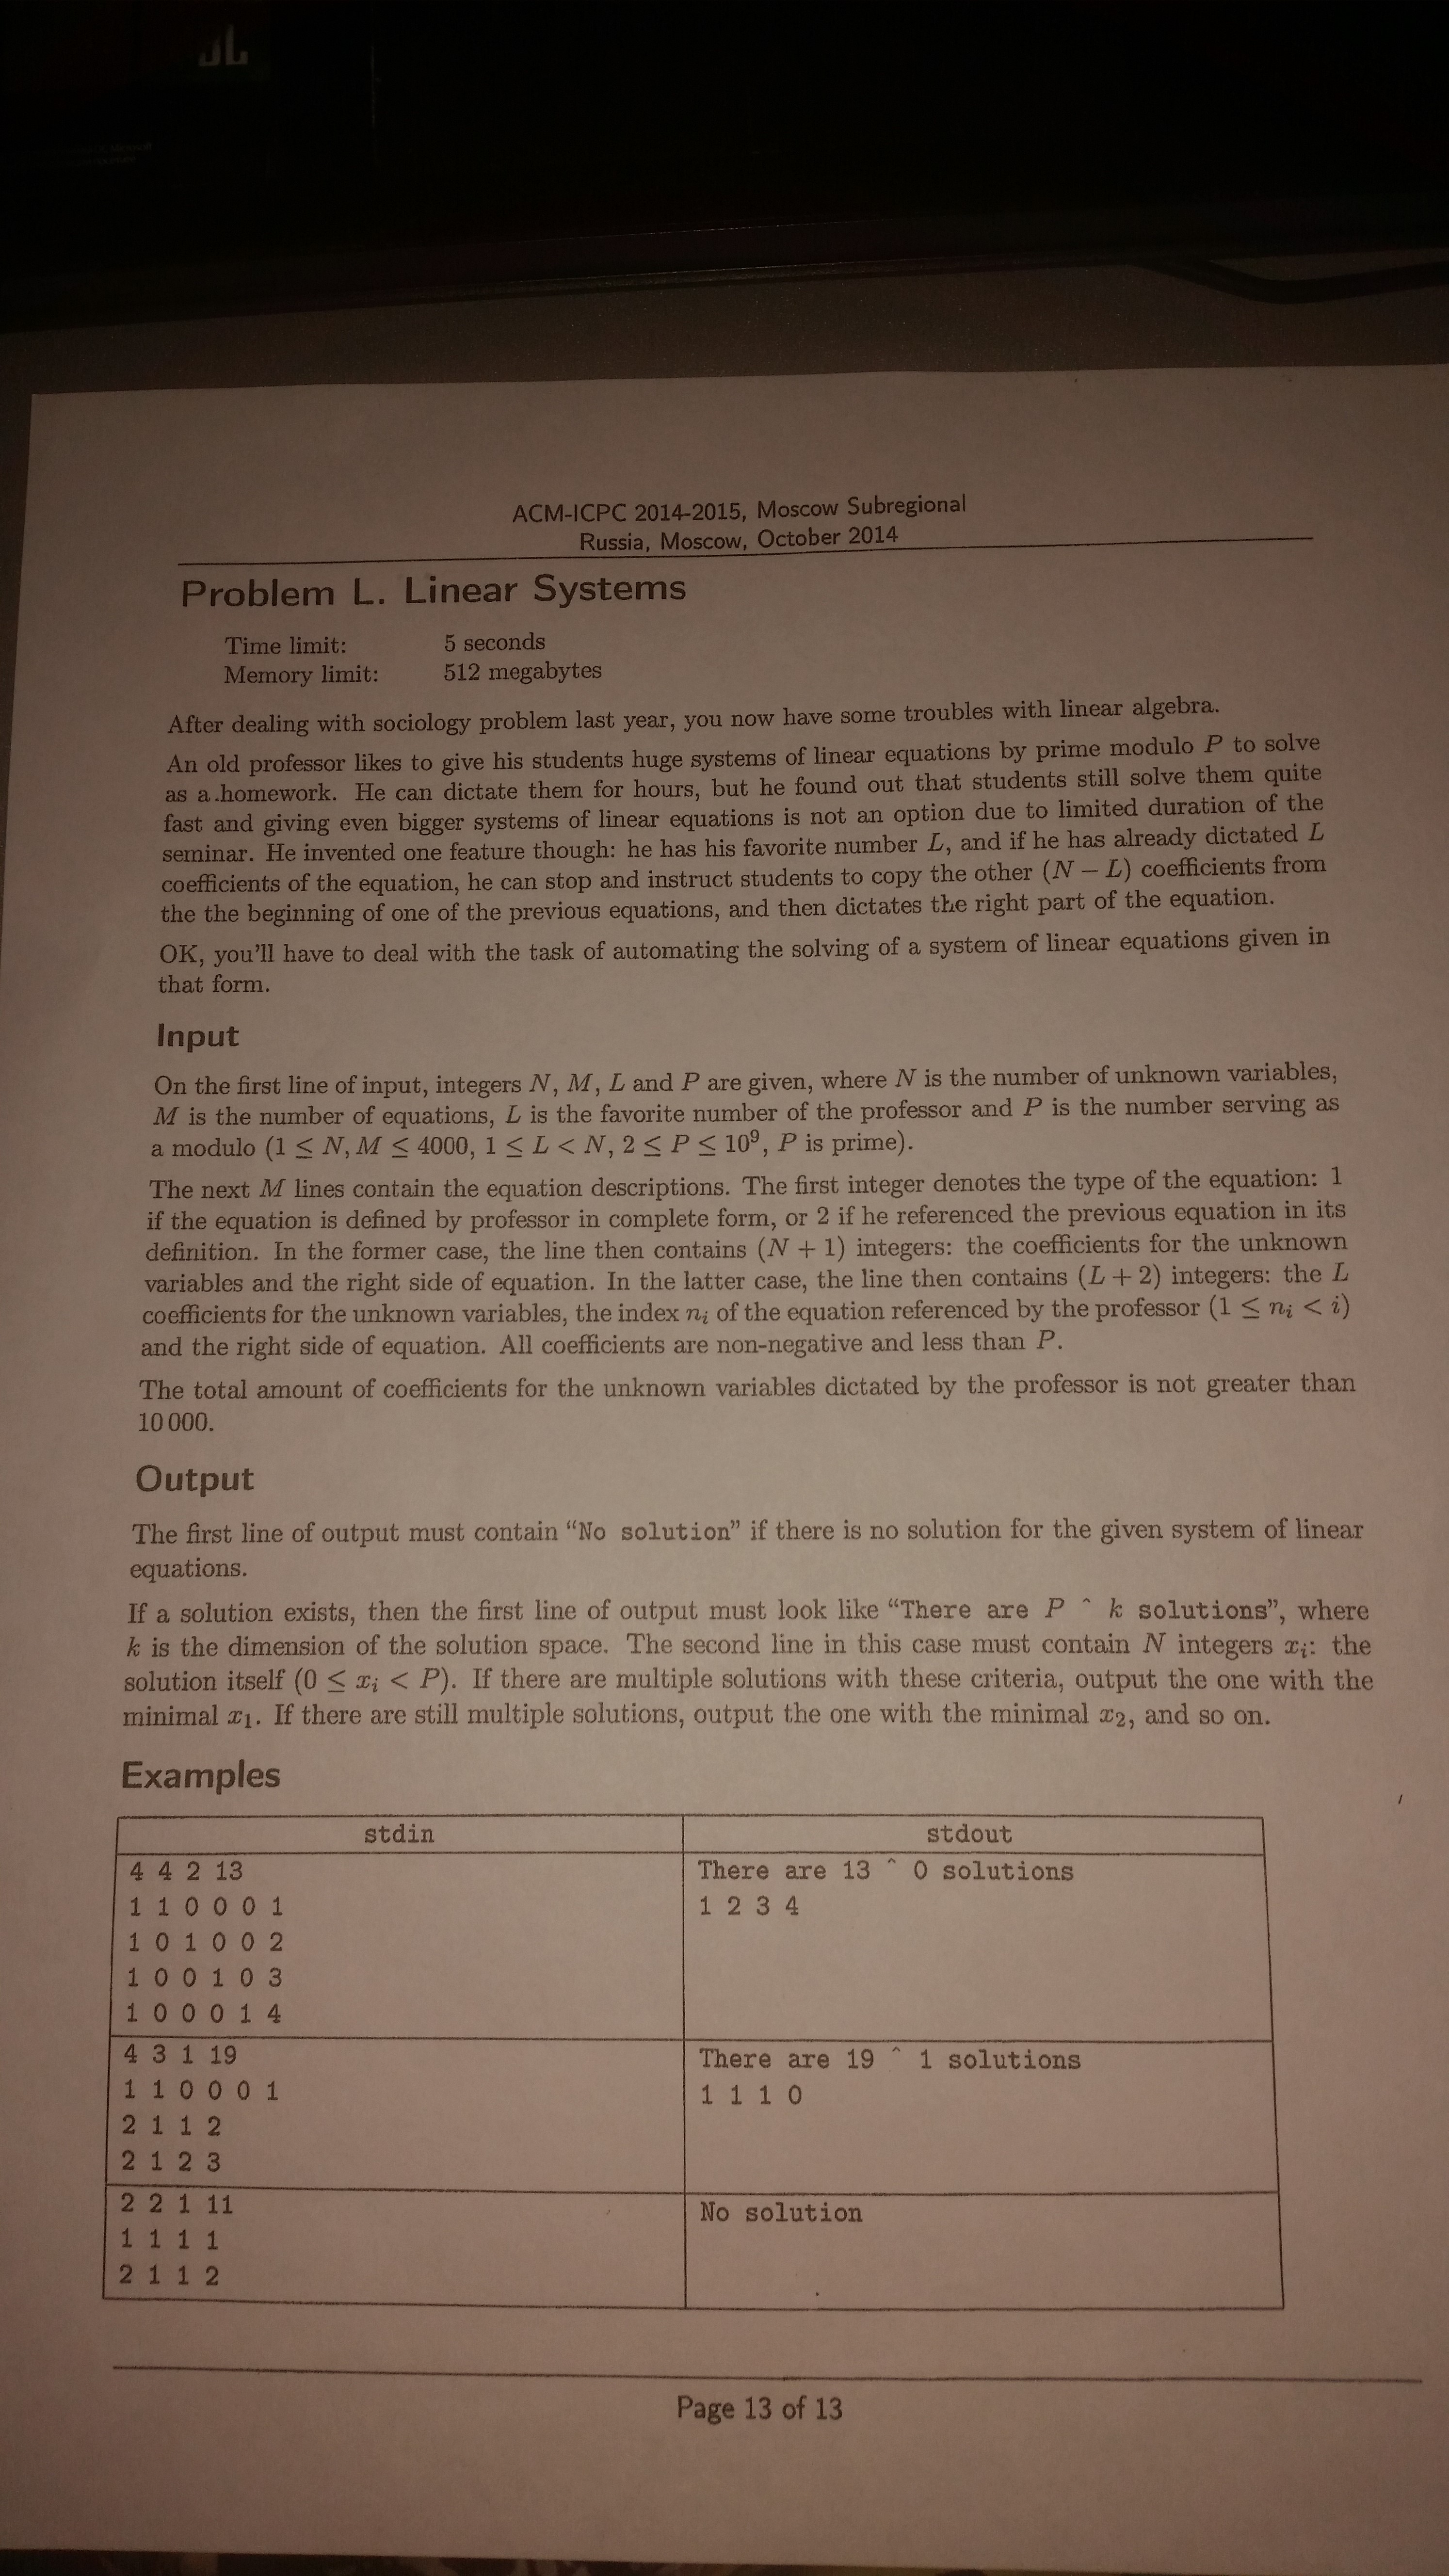 ACM-ICPC 2014-2015, Moscow Subregional
Russia, Moscow, October 2014
Problem L. Linear Systems
Time limit: 5 seconds
Memory limit: 512 megabytes
After dealing with sociology problem last year, you now have some troubles with linear algebra.
An old professor likes to give his students huge systems of linear equations by prime modulo P to solve
as a homework. He can dictate them for hours, but he found out that students still solve them quite
fast and giving even bigger systems of linear equations is not an option due to limited duration of the
seminar. He invented one feature though: he has his favorite number L, and if he has already dictated L
coefficients of the equation, he can stop and instruct students to copy the other (N − L) coefficients from
the the beginning of one of the previous equations, and then dictates the right part of the equation.
OK, you'll have to deal with the task of automating the solving of a system of linear equations given in
that form.
Input
On the first line of input, integers N, M, L and P are given, where N is the number of unknown variables,
M is the number of equations, L is the favorite number of the professor and P is the number serving as
a modulo (1 ≤ N, M ≤ 4000, 1 ≤ L < N, 2 ≤ P ≤ 10⁹, P is prime).
The next M lines contain the equation descriptions. The first integer denotes the type of the equation: 1
if the equation is defined by professor in complete form, or 2 if he referenced the previous equation in its
definition. In the former case, the line then contains (N + 1) integers: the coefficients for the unknown
variables and the right side of equation. In the latter case, the line then contains (L + 2) integers: the L
coefficients for the unknown variables, the index nᵢ of the equation referenced by the professor (1 ≤ nᵢ < i)
and the right side of equation. All coefficients are non-negative and less than P.
The total amount of coefficients for the unknown variables dictated by the professor is not greater than
10 000.
Output
The first line of output must contain “No solution” if there is no solution for the given system of linear
equations.
If a solution exists, then the first line of output must look like “There are P ^ k solutions”, where
k is the dimension of the solution space. The second line in this case must contain N integers xᵢ: the
solution itself (0 ≤ xᵢ < P). If there are multiple solutions with these criteria, output the one with the
minimal x₁. If there are still multiple solutions, output the one with the minimal x₂, and so on.
Examples
stdin stdout
4 4 2 13 There are 13 ^ 0 solutions
1 1 0 0 0 1 1 2 3 4
1 0 1 0 0 2
1 0 0 1 0 3
1 0 0 0 1 4
4 3 1 19 There are 19 ^ 1 solutions
1 1 0 0 0 1 1 1 1 0
2 1 1 2
2 1 2 3
2 2 1 11 No solution
1 1 1 1
2 1 1 2
Page 13 of 13